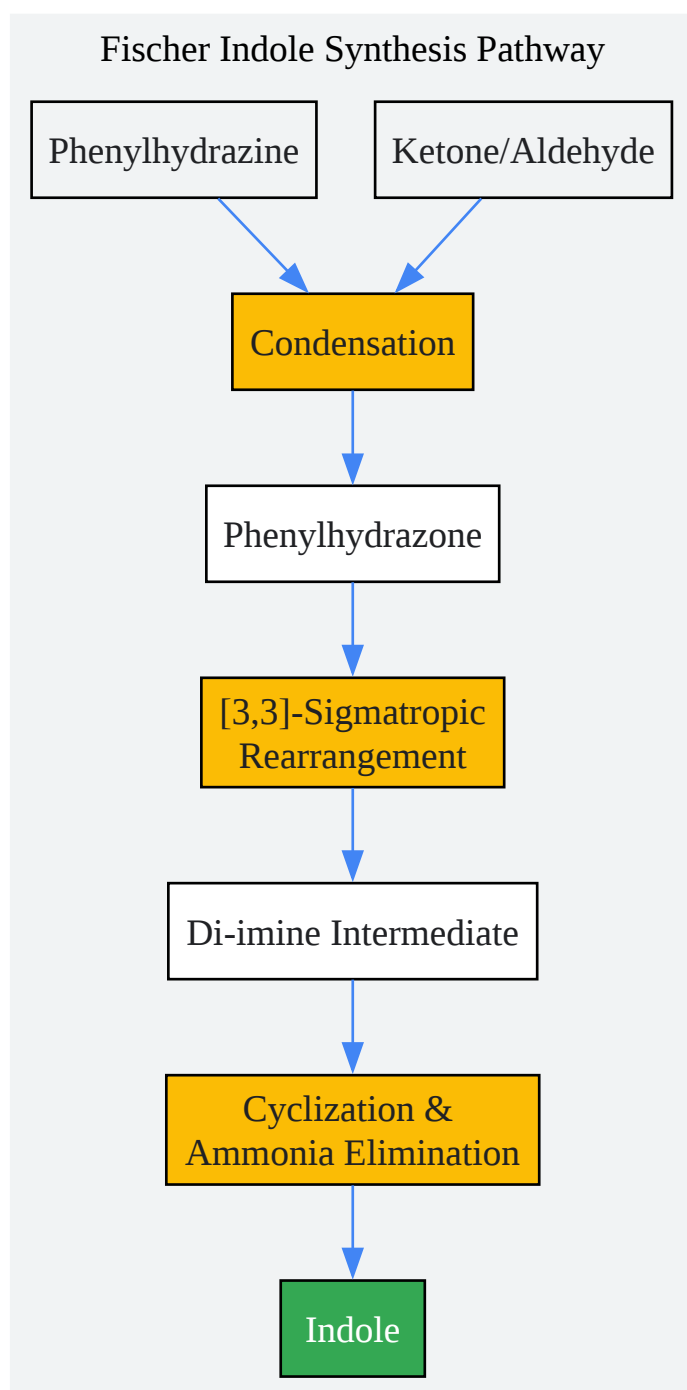 Fischer Indole Synthesis Pathway
Phenylhydrazine
Ketone/Aldehyde
Condensation
Phenylhydrazone
[3,3]-Sigmatropic
Rearrangement
Di-imine Intermediate
Cyclization &
Ammonia Elimination
Indole